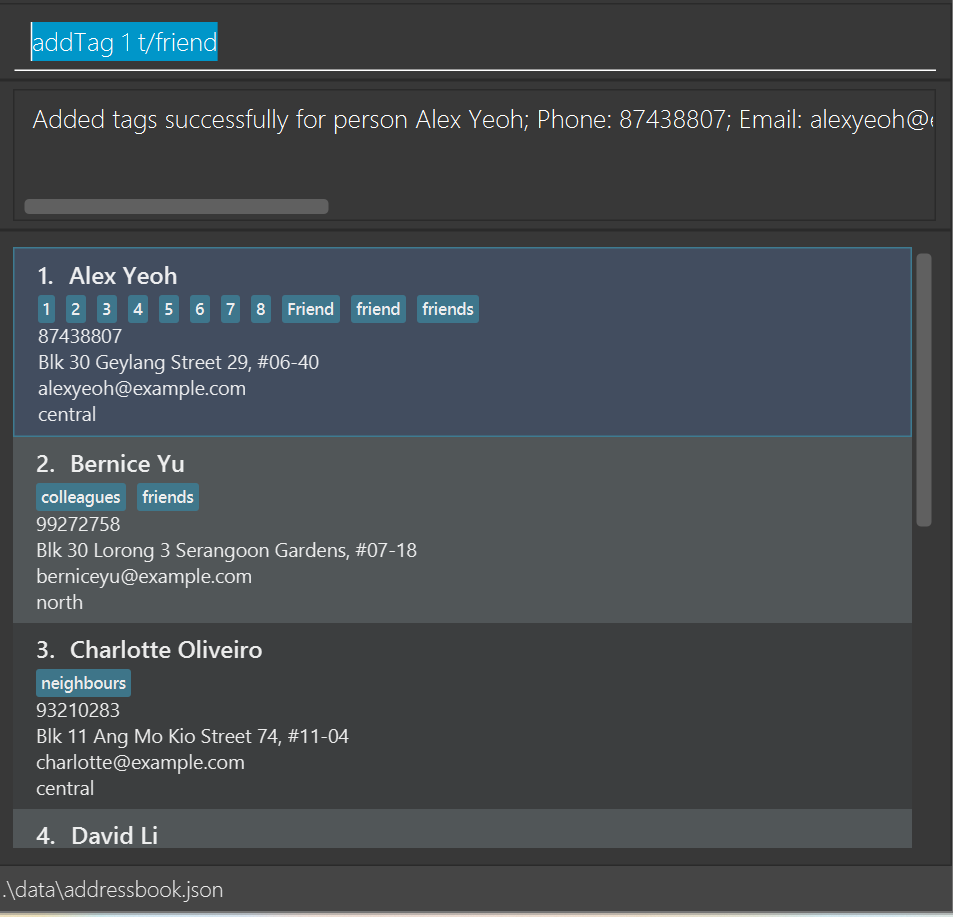 addTag 1 t/friend
Added tags successfully for person Alex Yeoh; Phone: 87438807; Email: alexyeoh@
1. Alex Yeoh
1 2 3 4 5 6 7 8 Friend friend friends
87438807
Blk 30 Geylang Street 29, #06-40
alexyeoh@example.com
central
2. Bernice Yu
colleagues friends
99272758
Blk 30 Lorong 3 Serangoon Gardens, #07-18
berniceyu@example.com
north
3. Charlotte Oliveiro
neighbours
93210283
Blk 11 Ang Mo Kio Street 74, #11-04
charlotte@example.com
central
4. David Li
.\data\addressbook.json